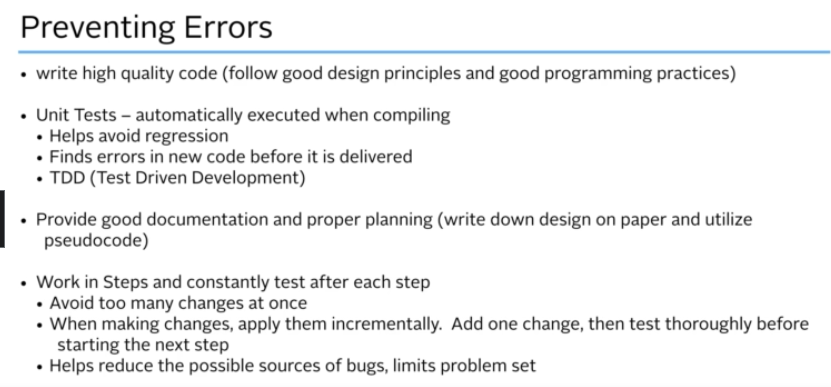 Preventing Errors
• write high quality code (follow good design principles and good programming practices)
• Unit Tests – automatically executed when compiling
• Helps avoid regression
• Finds errors in new code before it is delivered
• TDD (Test Driven Development)
• Provide good documentation and proper planning (write down design on paper and utilize
pseudocode)
• Work in Steps and constantly test after each step
• Avoid too many changes at once
• When making changes, apply them incrementally.  Add one change, then test thoroughly before
starting the next step
• Helps reduce the possible sources of bugs, limits problem set